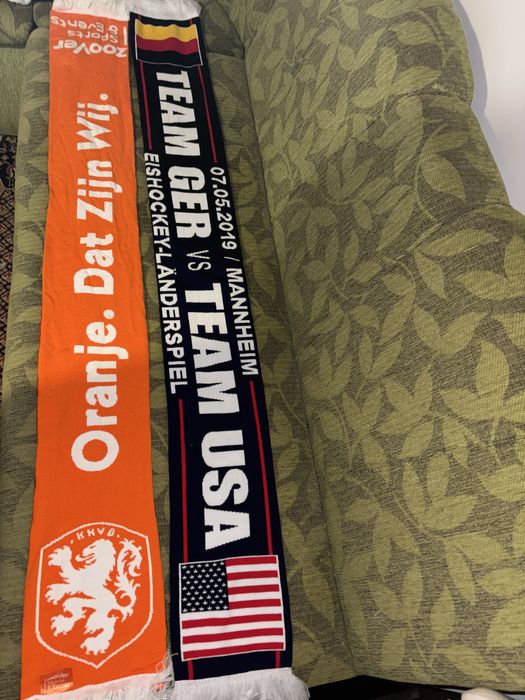 zoover
Sports
& Events
Oranje. Dat Zijn Wij.
KNVB
07.05.2019 / MANNHEIM
TEAM GER VS TEAM USA
EISHOCKEY-LÄNDERSPIEL